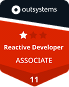 outsystems
Reactive Developer
ASSOCIATE
11